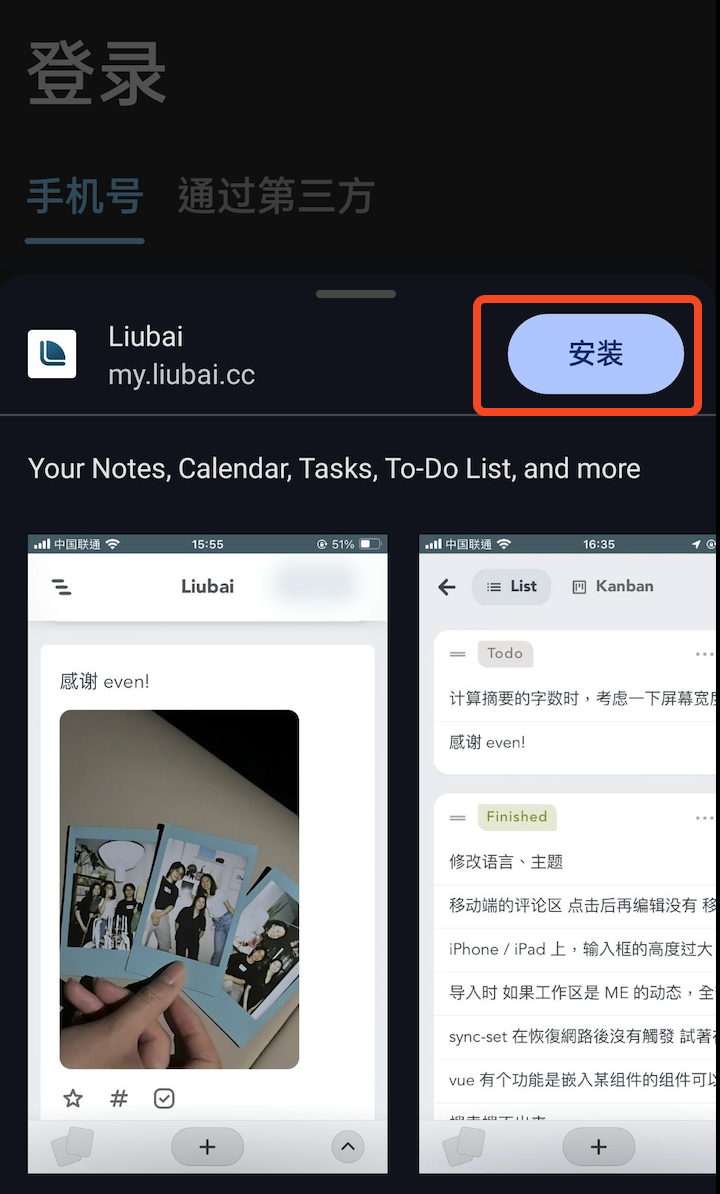 登录
手机号 通过第三方
Liubai
my.liubai.cc
安装
Your Notes, Calendar, Tasks, To-Do List, and more
中国联通 15:55 51%
Liubai
感谢 even!
中国联通 16:35
List Kanban
Todo
计算摘要的字数时，考虑一下屏幕宽度
感谢 even!
Finished
修改语言、主题
移动端的评论区 点击后再编辑没有 移
iPhone / iPad 上，输入框的高度过大
导入时 如果工作区是 ME 的动态，全
sync-set 在恢復網路後沒有觸發 試著在
vue 有个功能是嵌入某组件的组件可以